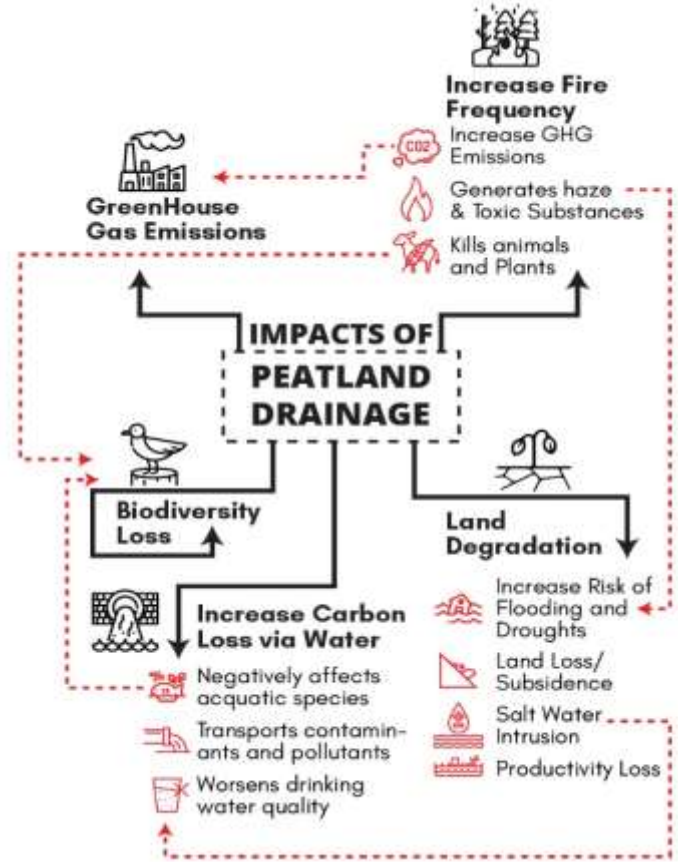 Increase Fire
Frequency
CO2
Increase GHG
Emissions
Generates haze
& Toxic Substances
Kills animals
and Plants
GreenHouse
Gas Emissions
IMPACTS OF
PEATLAND
DRAINAGE
Biodiversity
Loss
Land
Degradation
Increase Risk of
Flooding and
Droughts
Land Loss/
Subsidence
Salt Water
Intrusion
Productivity Loss
Increase Carbon
Loss via Water
Negatively affects
acquatic species
Transports contamin-
ants and pollutants
Worsens drinking
water quality